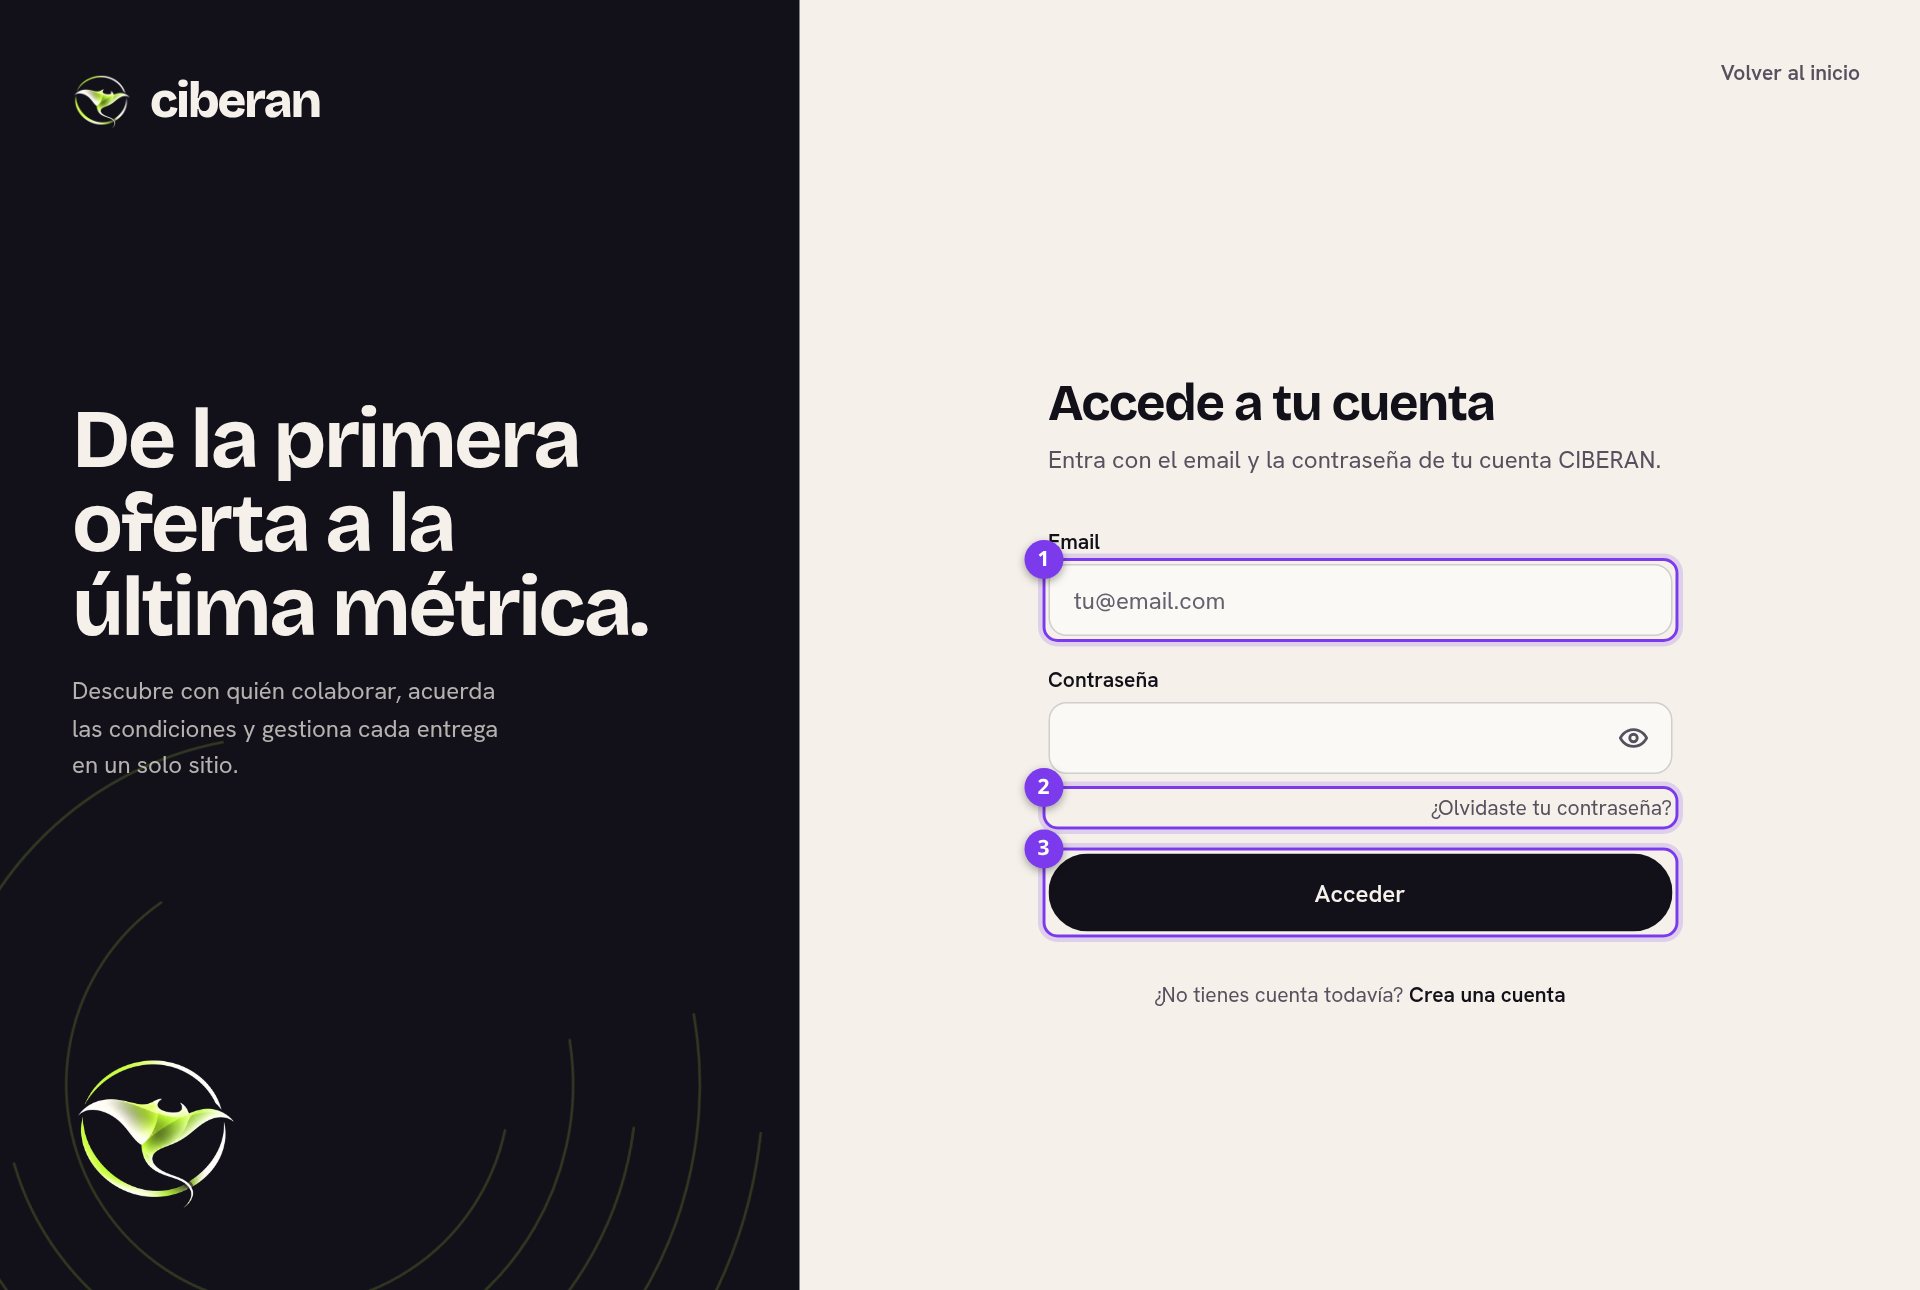 ciberan
Volver al inicio
De la primera
oferta a la
última métrica.
Descubre con quién colaborar, acuerda
las condiciones y gestiona cada entrega
en un solo sitio.
Accede a tu cuenta
Entra con el email y la contraseña de tu cuenta CIBERAN.
Email
1
tu@email.com
Contraseña
2
¿Olvidaste tu contraseña?
3
Acceder
¿No tienes cuenta todavía? Crea una cuenta